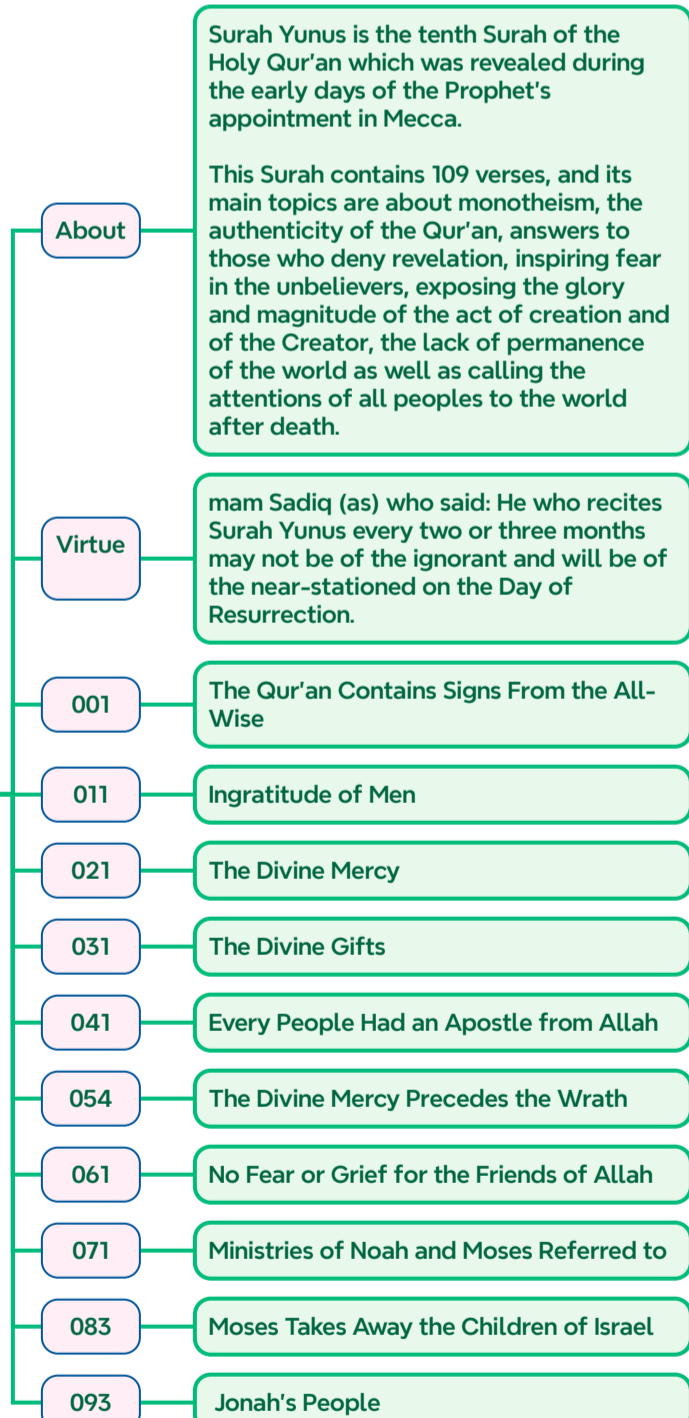 Surah Yunus is the tenth Surah of the
Holy Qur'an which was revealed during
the early days of the Prophet's
appointment in Mecca.
This Surah contains 109 verses, and its
main topics are about monotheism, the
authenticity of the Qur'an, answers to
those who deny revelation, inspiring fear
in the unbelievers, exposing the glory
and magnitude of the act of creation and
of the Creator, the lack of permanence
of the world as well as calling the
attentions of all peoples to the world
after death.
About
mam Sadiq (as) who said: He who recites
Surah Yunus every two or three months
may not be of the ignorant and will be of
the near-stationed on the Day of
Resurrection.
Virtue
001
The Qur'an Contains Signs From the All-
Wise
011
Ingratitude of Men
021
The Divine Mercy
031
The Divine Gifts
041
Every People Had an Apostle from Allah
054
The Divine Mercy Precedes the Wrath
061
No Fear or Grief for the Friends of Allah
071
Ministries of Noah and Moses Referred to
083
Moses Takes Away the Children of Israel
093
Jonah's People